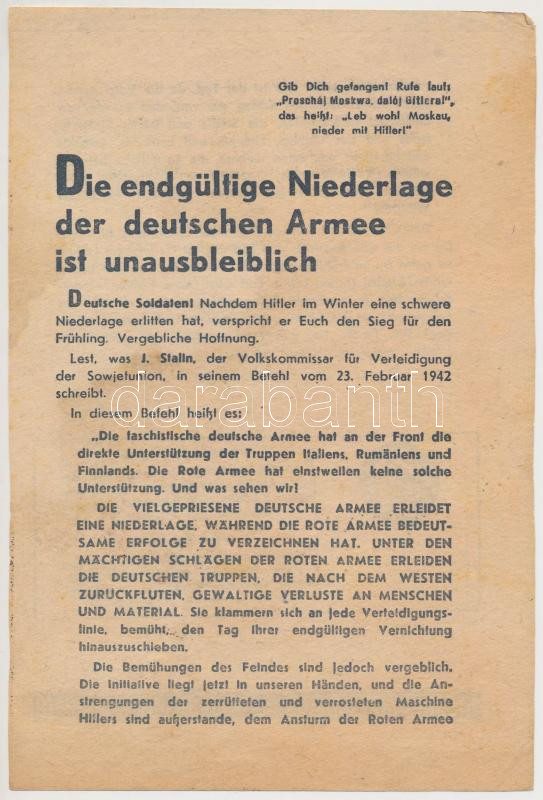 Gib Dich gefangen! Rufe laut:
„Proschåj Moskwa, dalój Gitlera!",
das heißt: „Leb wohl Moskau,
nieder mit Hitler!"
Die endgültige Niederlage
der deutschen Armee
ist unausbleiblich
Deutsche Soldaten! Nachdem Hitler im Winter eine schwere
Niederlage erlitten hat, verspricht er Euch den Sieg für den
Frühling. Vergebliche Hoffnung.
Lest, was J. Stalin, der Volkskommissar für Verteidigung
der Sowjetunion, in seinem Befehl vom 23. Februar 1942
schreibt.
In diesem Befehl heißt es:
„Die faschistische deutsche Armee hat an der Front die
direkte Unterstützung der Truppen Italiens, Rumäniens und
Finnlands. Die Rote Armee hat einstweilen keine solche
Unterstützung. Und was sehen wir!
DIE VIELGEPRIESENE DEUTSCHE ARMEE ERLEIDET
EINE NIEDERLAGE, WÄHREND DIE ROTE ARMEE BEDEUT-
SAME ERFOLGE ZU VERZEICHNEN HAT. UNTER DEN
MÄCHTIGEN SCHLÄGEN DER ROTEN ARMEE ERLEIDEN
DIE DEUTSCHEN TRUPPEN, DIE NACH DEM WESTEN
ZURÜCKFLUTEN, GEWALTIGE VERLUSTE AN MENSCHEN
UND MATERIAL. Sie klammern sich an jede Verteidigungs-
linie, bemüht, den Tag ihrer endgültigen Vernichtung
hinauszuschieben.
Die Bemühungen des Feindes sind jedoch vergeblich.
Die Initiative liegt jetzt in unseren Händen, und die An-
strengungen der zerrütteten und verrosteten Maschine
Hitlers sind außerstande, dem Ansturm der Roten Armee
darabanth